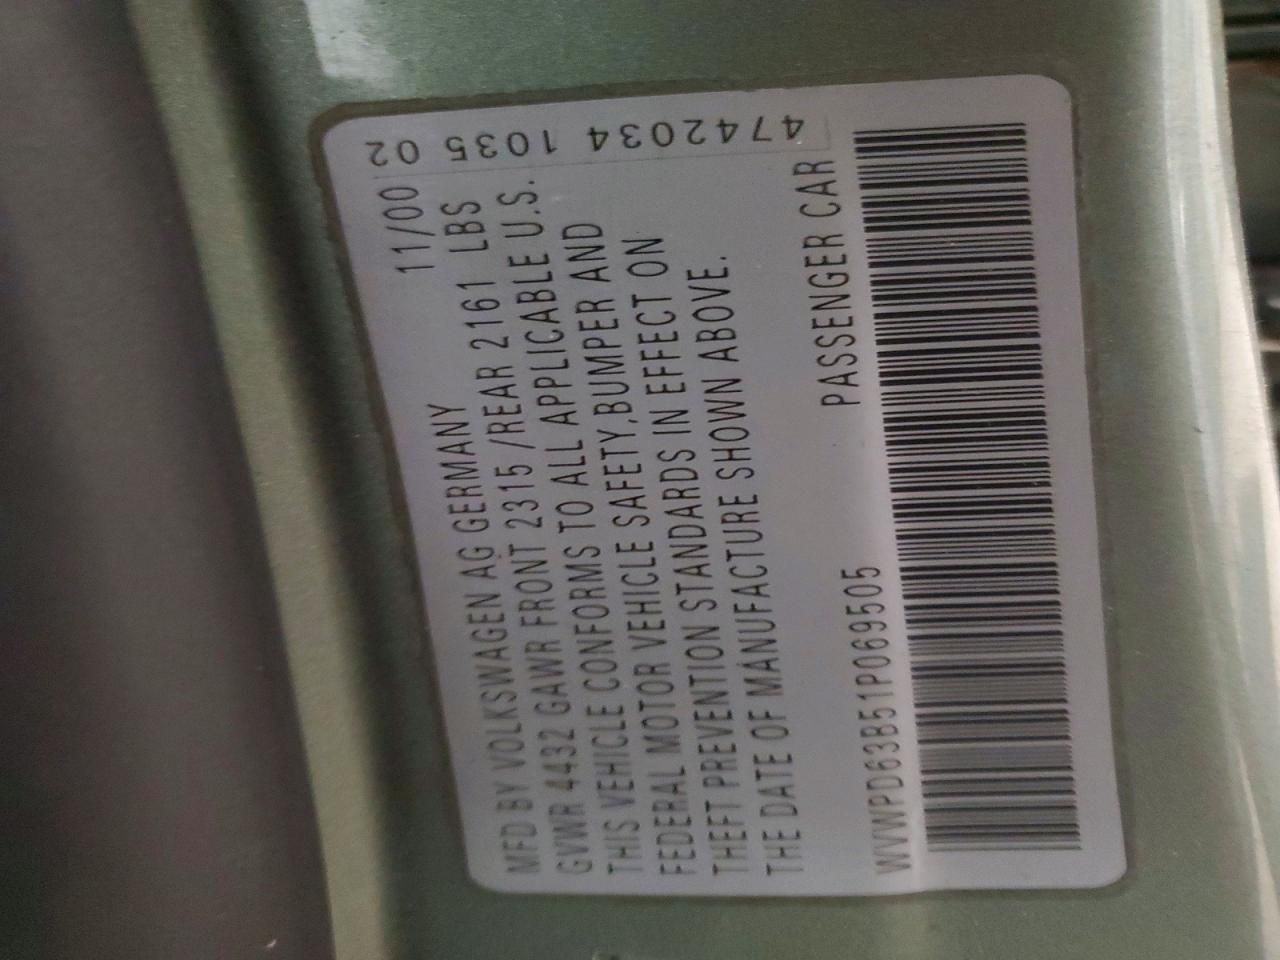 11/00
MFD BY VOLKSWAGEN AG GERMANY
GVWR 4432 GAWR FRONT 2315 /REAR 2161 LBS
THIS VEHICLE CONFORMS TO ALL APPLICABLE U.S.
FEDERAL MOTOR VEHICLE SAFETY,BUMPER AND
THEFT PREVENTION STANDARDS IN EFFECT ON
THE DATE OF MANUFACTURE SHOWN ABOVE.
PASSENGER CAR
WVWPD63B51P069505
4742034 1035 02